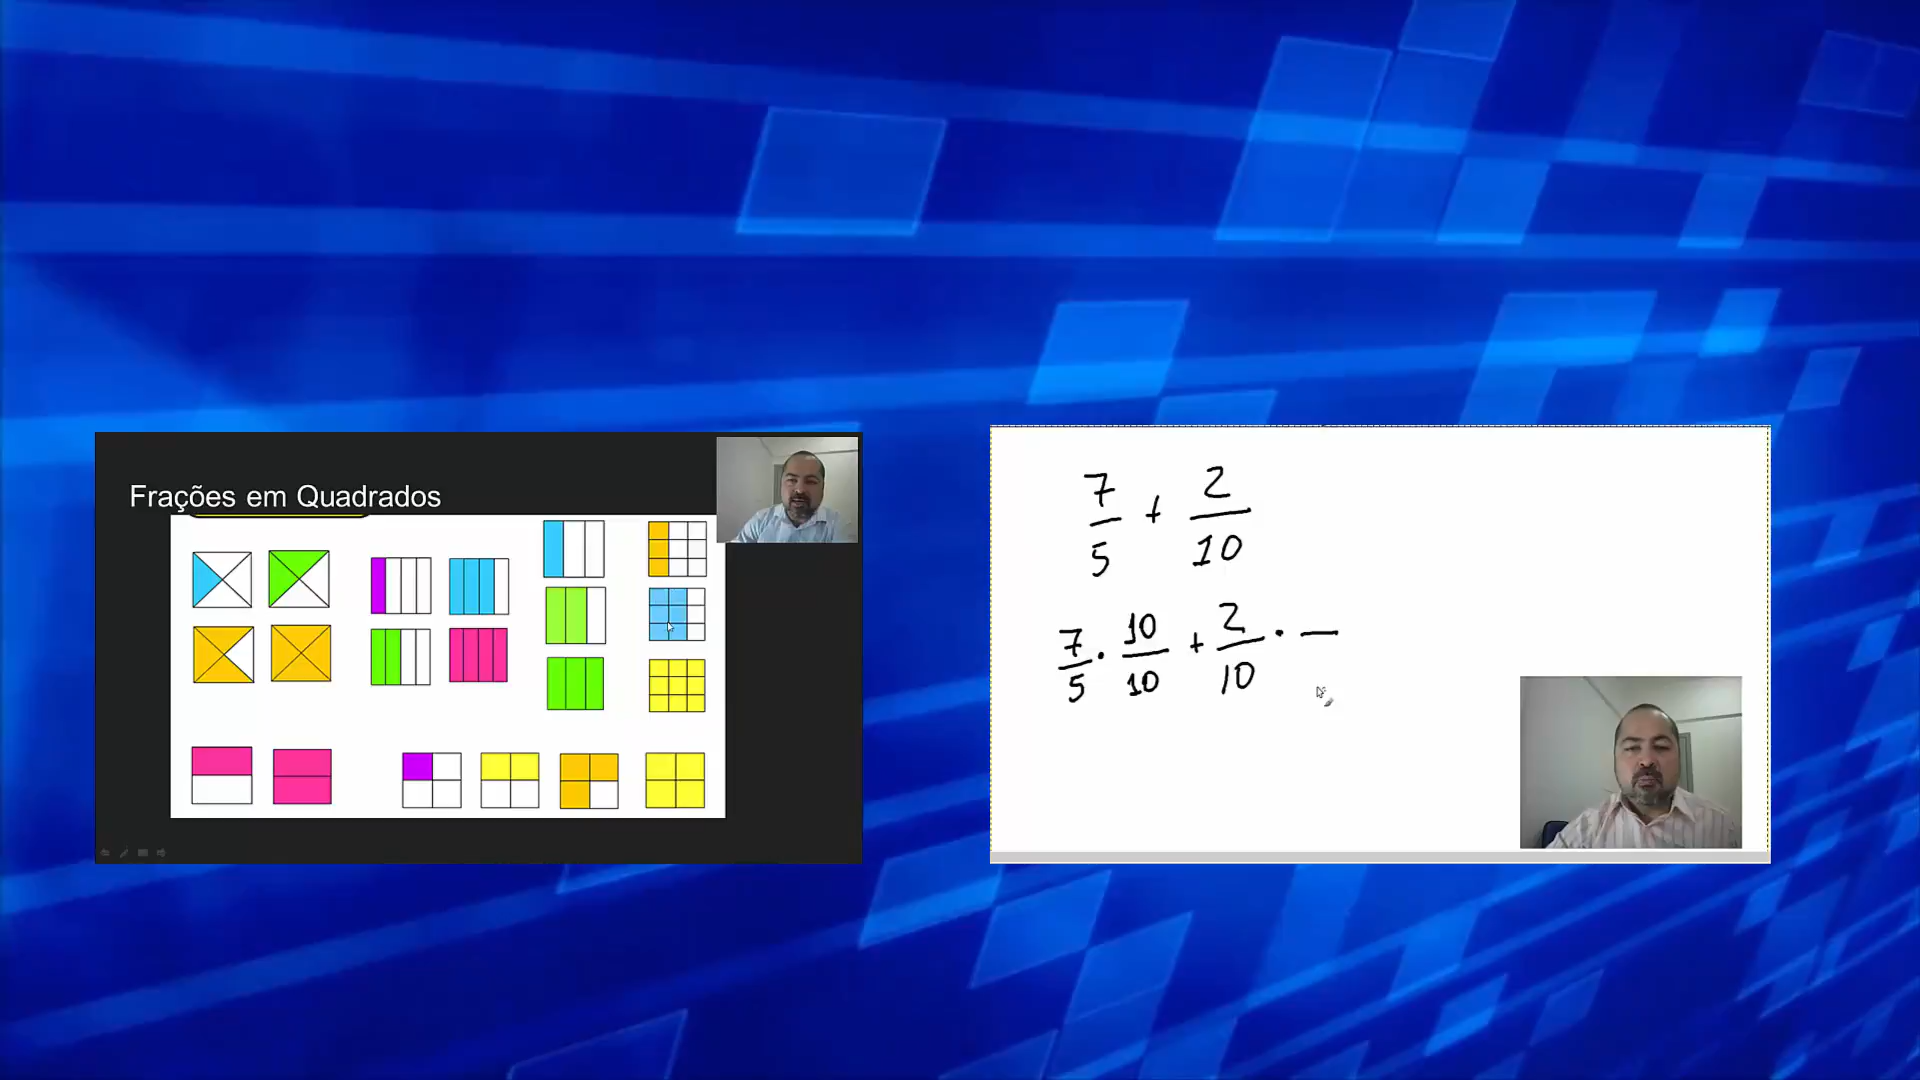 Frações em Quadrados
7/5 + 2/10
7/5 · 10/10 + 2/10 · —